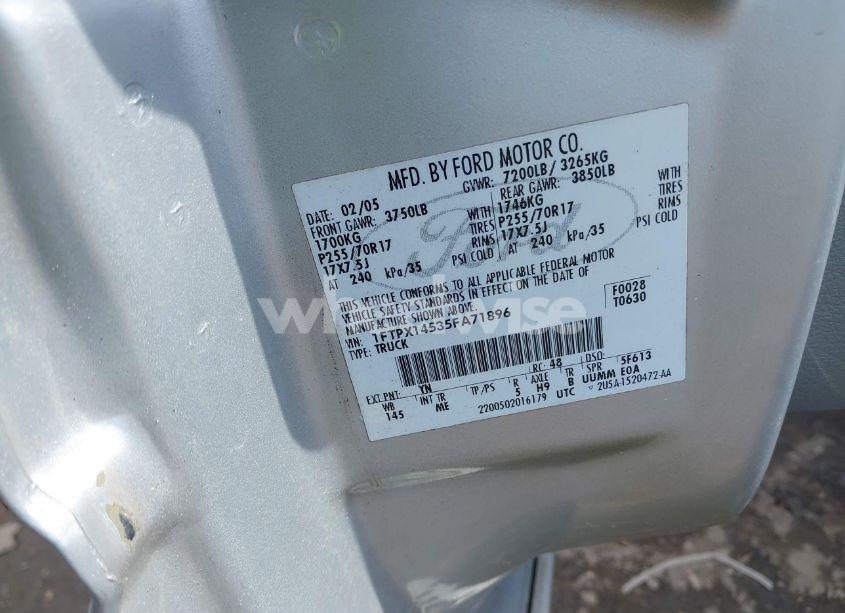 MFD. BY FORD MOTOR CO.
DATE: 02/05 GVWR: 7200LB/ 3265KG
FRONT GAWR: 3750LB REAR GAWR: 3850LB
1700KG WITH 1746KG WITH
P255/70R17 TIRES P255/70R17 TIRES
17X7.5J RIMS 17X7.5J RIMS
AT 240 kPa/35 PSI COLD AT 240 kPa/35 PSI COLD
THIS VEHICLE CONFORMS TO ALL APPLICABLE FEDERAL MOTOR
VEHICLE SAFETY STANDARDS IN EFFECT ON THE DATE OF
MANUFACTURE SHOWN ABOVE.
F0028
T0630
VIN: 1FTPX14535FA71896
TYPE: TRUCK
EXT PNT: YN RC: 48 DSO:
WB INT TR TP/PS R AXLE TR SPR 5F613
145 ME 5 H9 B UUMM E0A
2200502016179 UTC 2U5A-1520472-AA
Ford